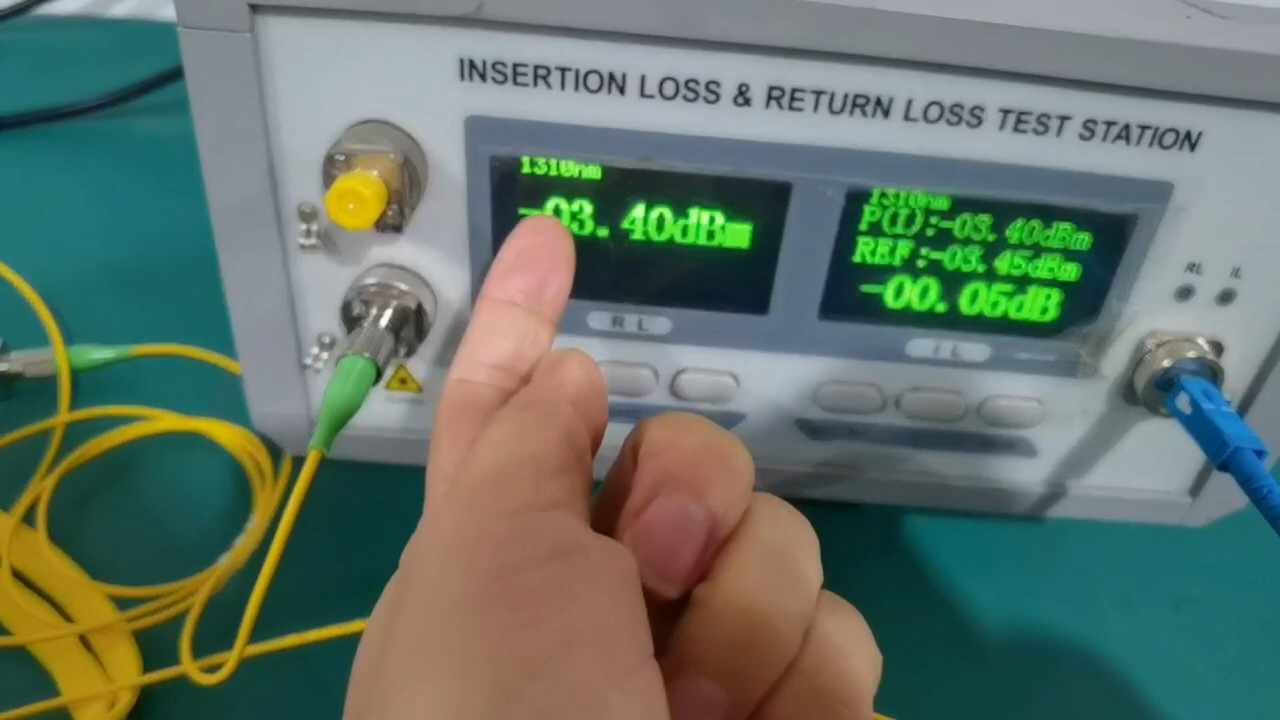 INSERTION LOSS & RETURN LOSS TEST STATION
1310nm
-03.40dBm
RL
1310nm
P(I):-03.40dBm
REF:-03.45dBm
-00.05dB
IL
RL IL